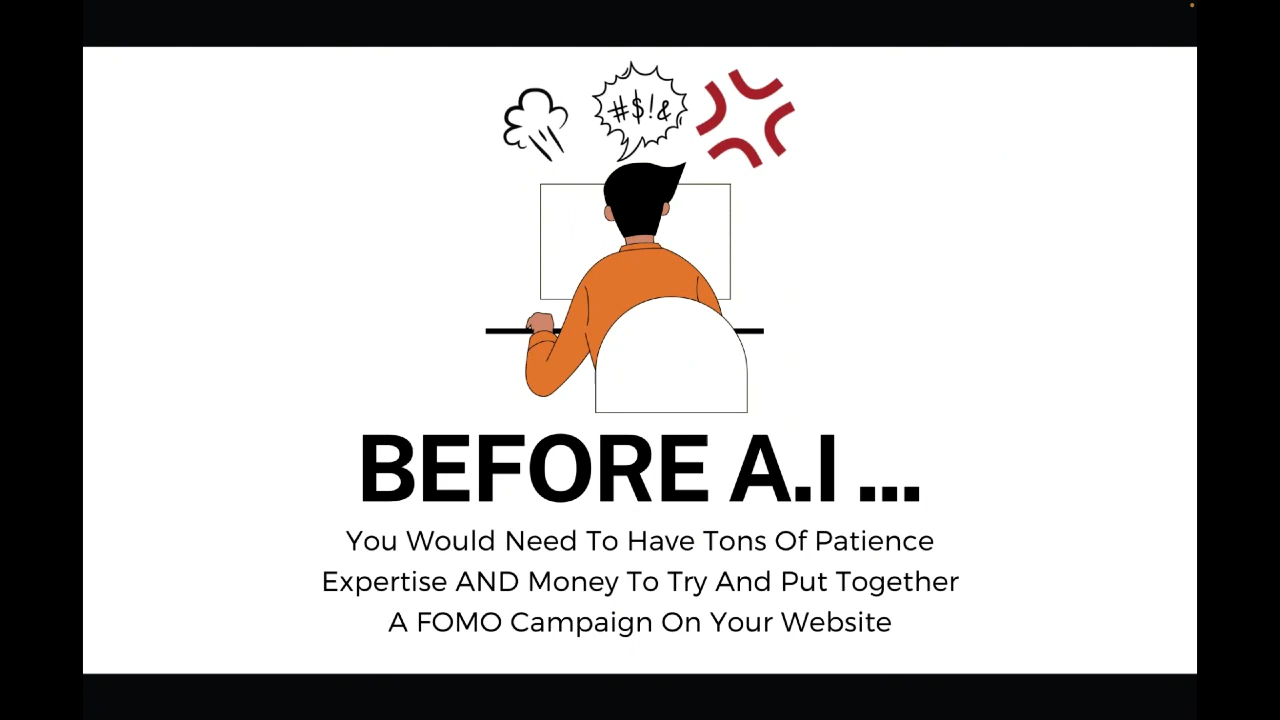 #$!&
BEFORE A.I ...
You Would Need To Have Tons Of Patience
Expertise AND Money To Try And Put Together
A FOMO Campaign On Your Website